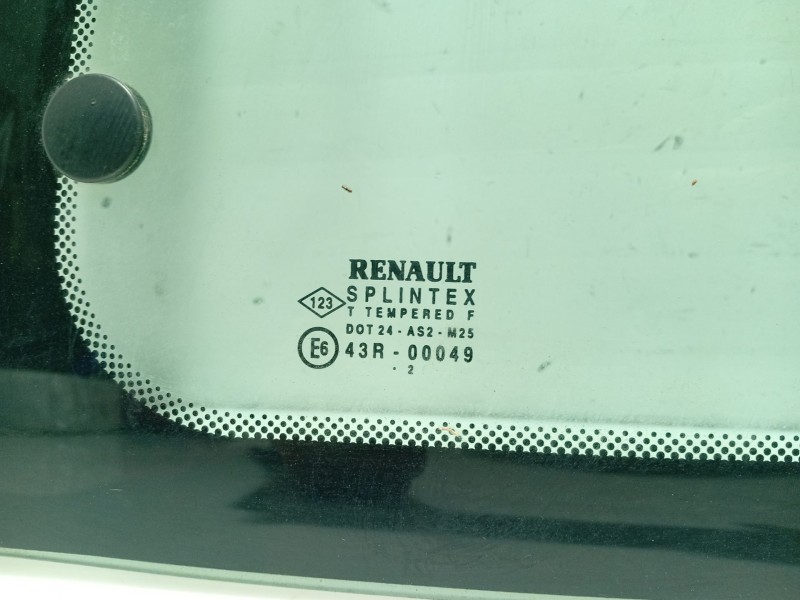 RENAULT
123 SPLINTEX
T TEMPERED F
DOT 24 - AS2 - M25
E6 43R - 00049
. 2